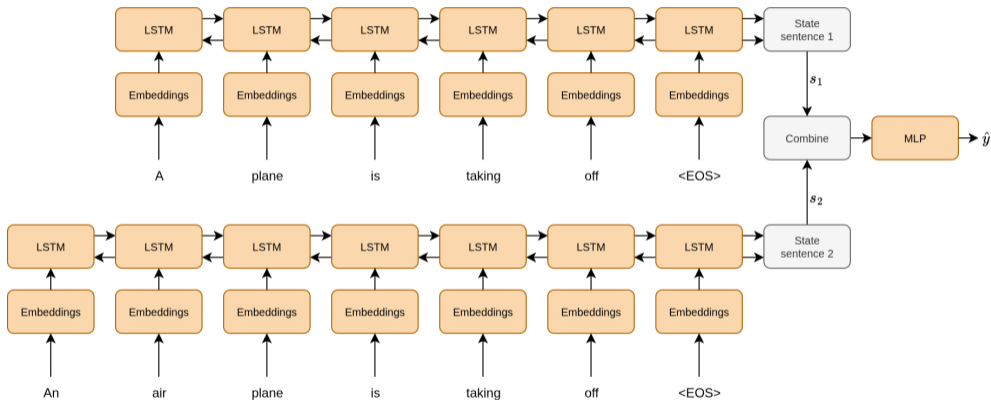 LSTM LSTM LSTM LSTM LSTM LSTM State
sentence 1
Embeddings Embeddings Embeddings Embeddings Embeddings Embeddings
s1
A plane is taking off <EOS>
Combine MLP ŷ
s2
LSTM LSTM LSTM LSTM LSTM LSTM LSTM State
sentence 2
Embeddings Embeddings Embeddings Embeddings Embeddings Embeddings Embeddings
An air plane is taking off <EOS>